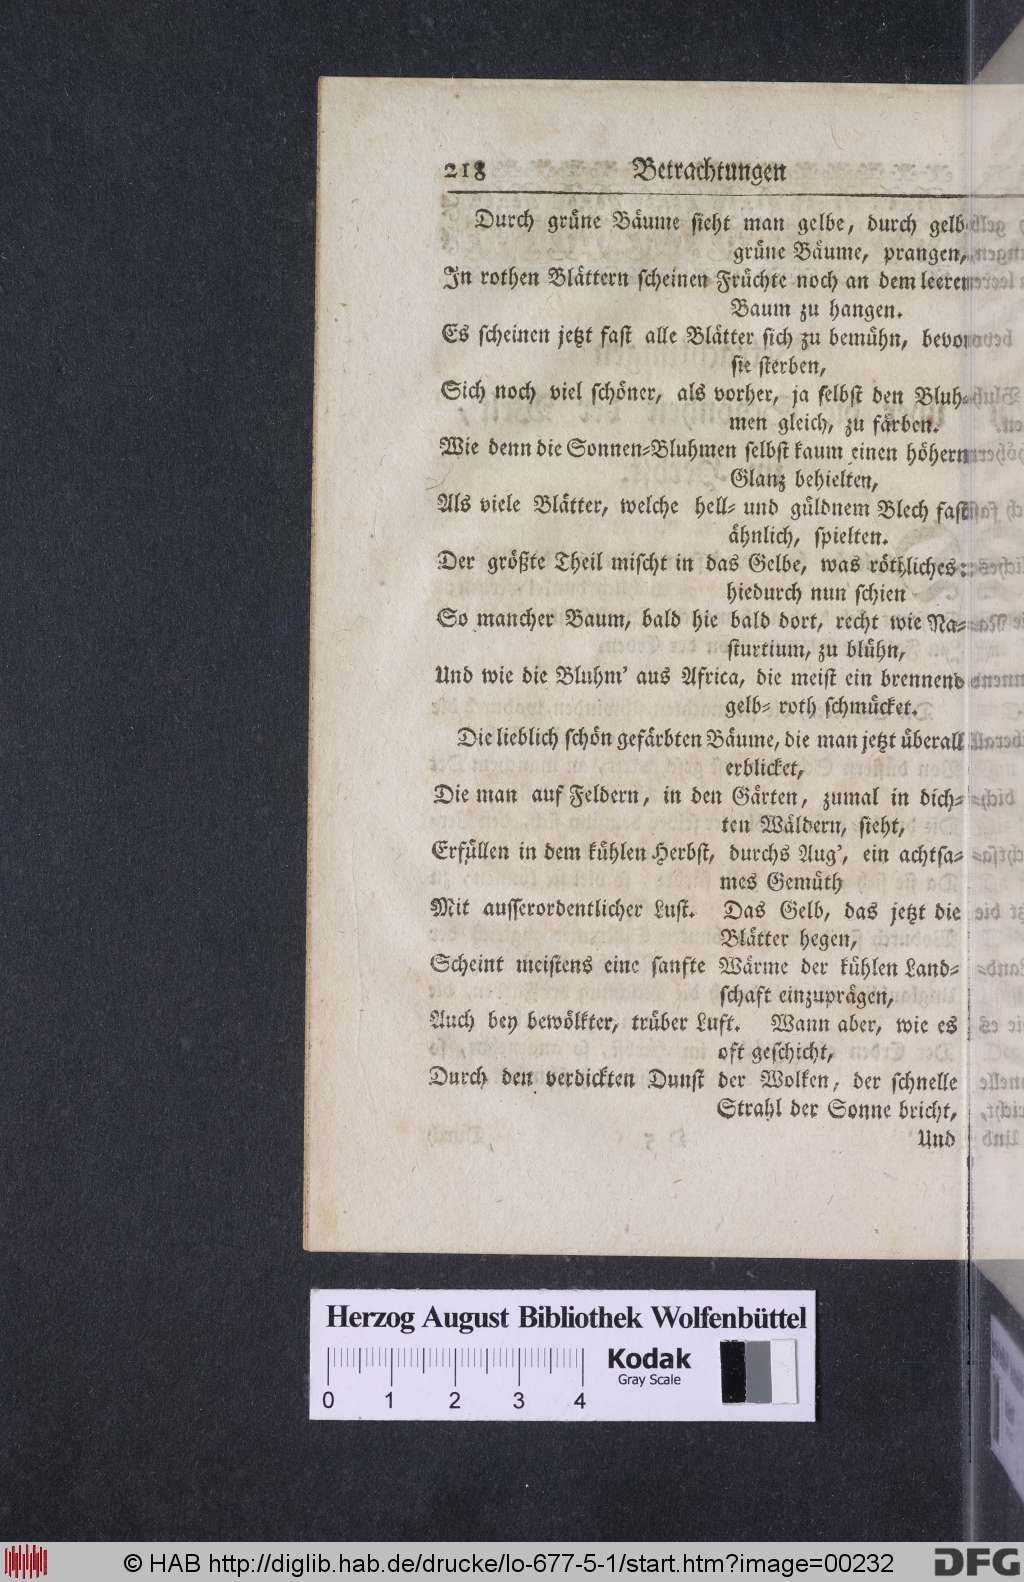 218 Betrachtungen
Durch grüne Bäume sieht man gelbe, durch gelb
grüne Bäume, prangen,
In rothen Blättern scheinen Früchte noch an dem leeren
Baum zu hangen.
Es scheinen jetzt fast alle Blätter sich zu bemühn, bevor
sie sterben,
Sich noch viel schöner, als vorher, ja selbst den Bluh-
men gleich, zu färben.
Wie denn die Sonnen-Bluhmen selbst kaum einen höhern
Glanz behielten,
Als viele Blätter, welche hell- und güldnem Blech fast
ähnlich, spielten.
Der größte Theil mischt in das Gelbe, was röthliches:
hiedurch nun schien
So mancher Baum, bald hie bald dort, recht wie Na-
sturtium, zu blühn,
Und wie die Bluhm' aus Africa, die meist ein brennend
gelb- roth schmücket.
Die lieblich schön gefärbten Bäume, die man jetzt überall
erblicket,
Die man auf Feldern, in den Gärten, zumal in dich-
ten Wäldern, sieht,
Erfüllen in dem kühlen Herbst, durchs Aug', ein achtsa-
mes Gemüth
Mit ausserordentlicher Lust. Das Gelb, das jetzt die
Blätter hegen,
Scheint meistens eine sanfte Wärme der kühlen Land-
schaft einzuprägen,
Auch bey bewölkter, trüber Luft. Wann aber, wie es
oft geschicht,
Durch den verdickten Dunst der Wolken, der schnelle
Strahl der Sonne bricht,
Und
Herzog August Bibliothek Wolfenbüttel
Kodak
Gray Scale
0 1 2 3 4
© HAB http://diglib.hab.de/drucke/lo-677-5-1/start.htm?image=00232
DFG